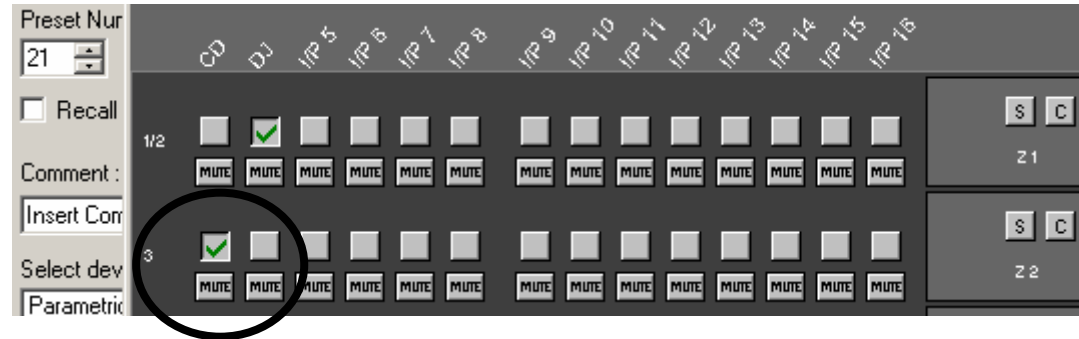 Preset Nur
21
Recall
Comment :
Insert Com
Select dev
Parametric
CD DJ I/P 5 I/P 6 I/P 7 I/P 8 I/P 9 I/P 10 I/P 11 I/P 12 I/P 13 I/P 14 I/P 15 I/P 16
1/2
MUTE MUTE MUTE MUTE MUTE MUTE MUTE MUTE MUTE MUTE MUTE MUTE MUTE MUTE
S C
Z 1
3
MUTE MUTE MUTE MUTE MUTE MUTE MUTE MUTE MUTE MUTE MUTE MUTE MUTE MUTE
S C
Z 2